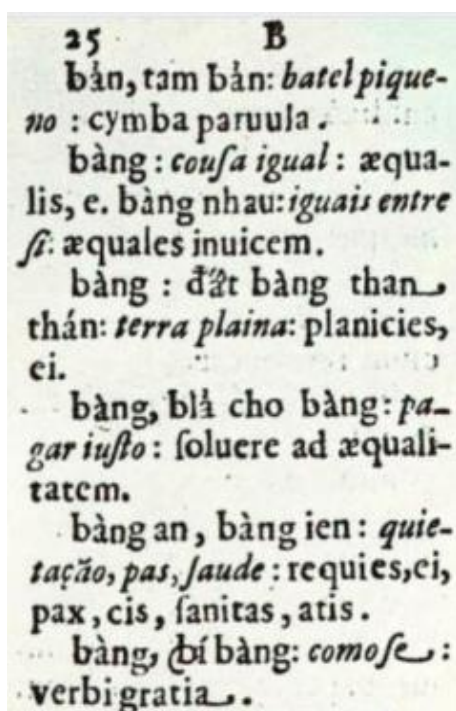 25 B
bản, tam bản: batel pique-
no : cymba paruula .
bàng : couſa igual : æqua-
lis, e. bàng nhau: iguais entre
ſi: æquales inuicem.
bàng : đất bàng than
thán: terra plaina: planicies,
ei.
bàng, blả cho bàng: pa-
gar iuſto : ſoluere ad æquali-
tatem.
bàng an , bàng ien : quie-
tação, pas, ſaude : requies, ei,
pax, cis, ſanitas, atis .
bàng, ꞗí bàng: como ſe :
verbi gratia .